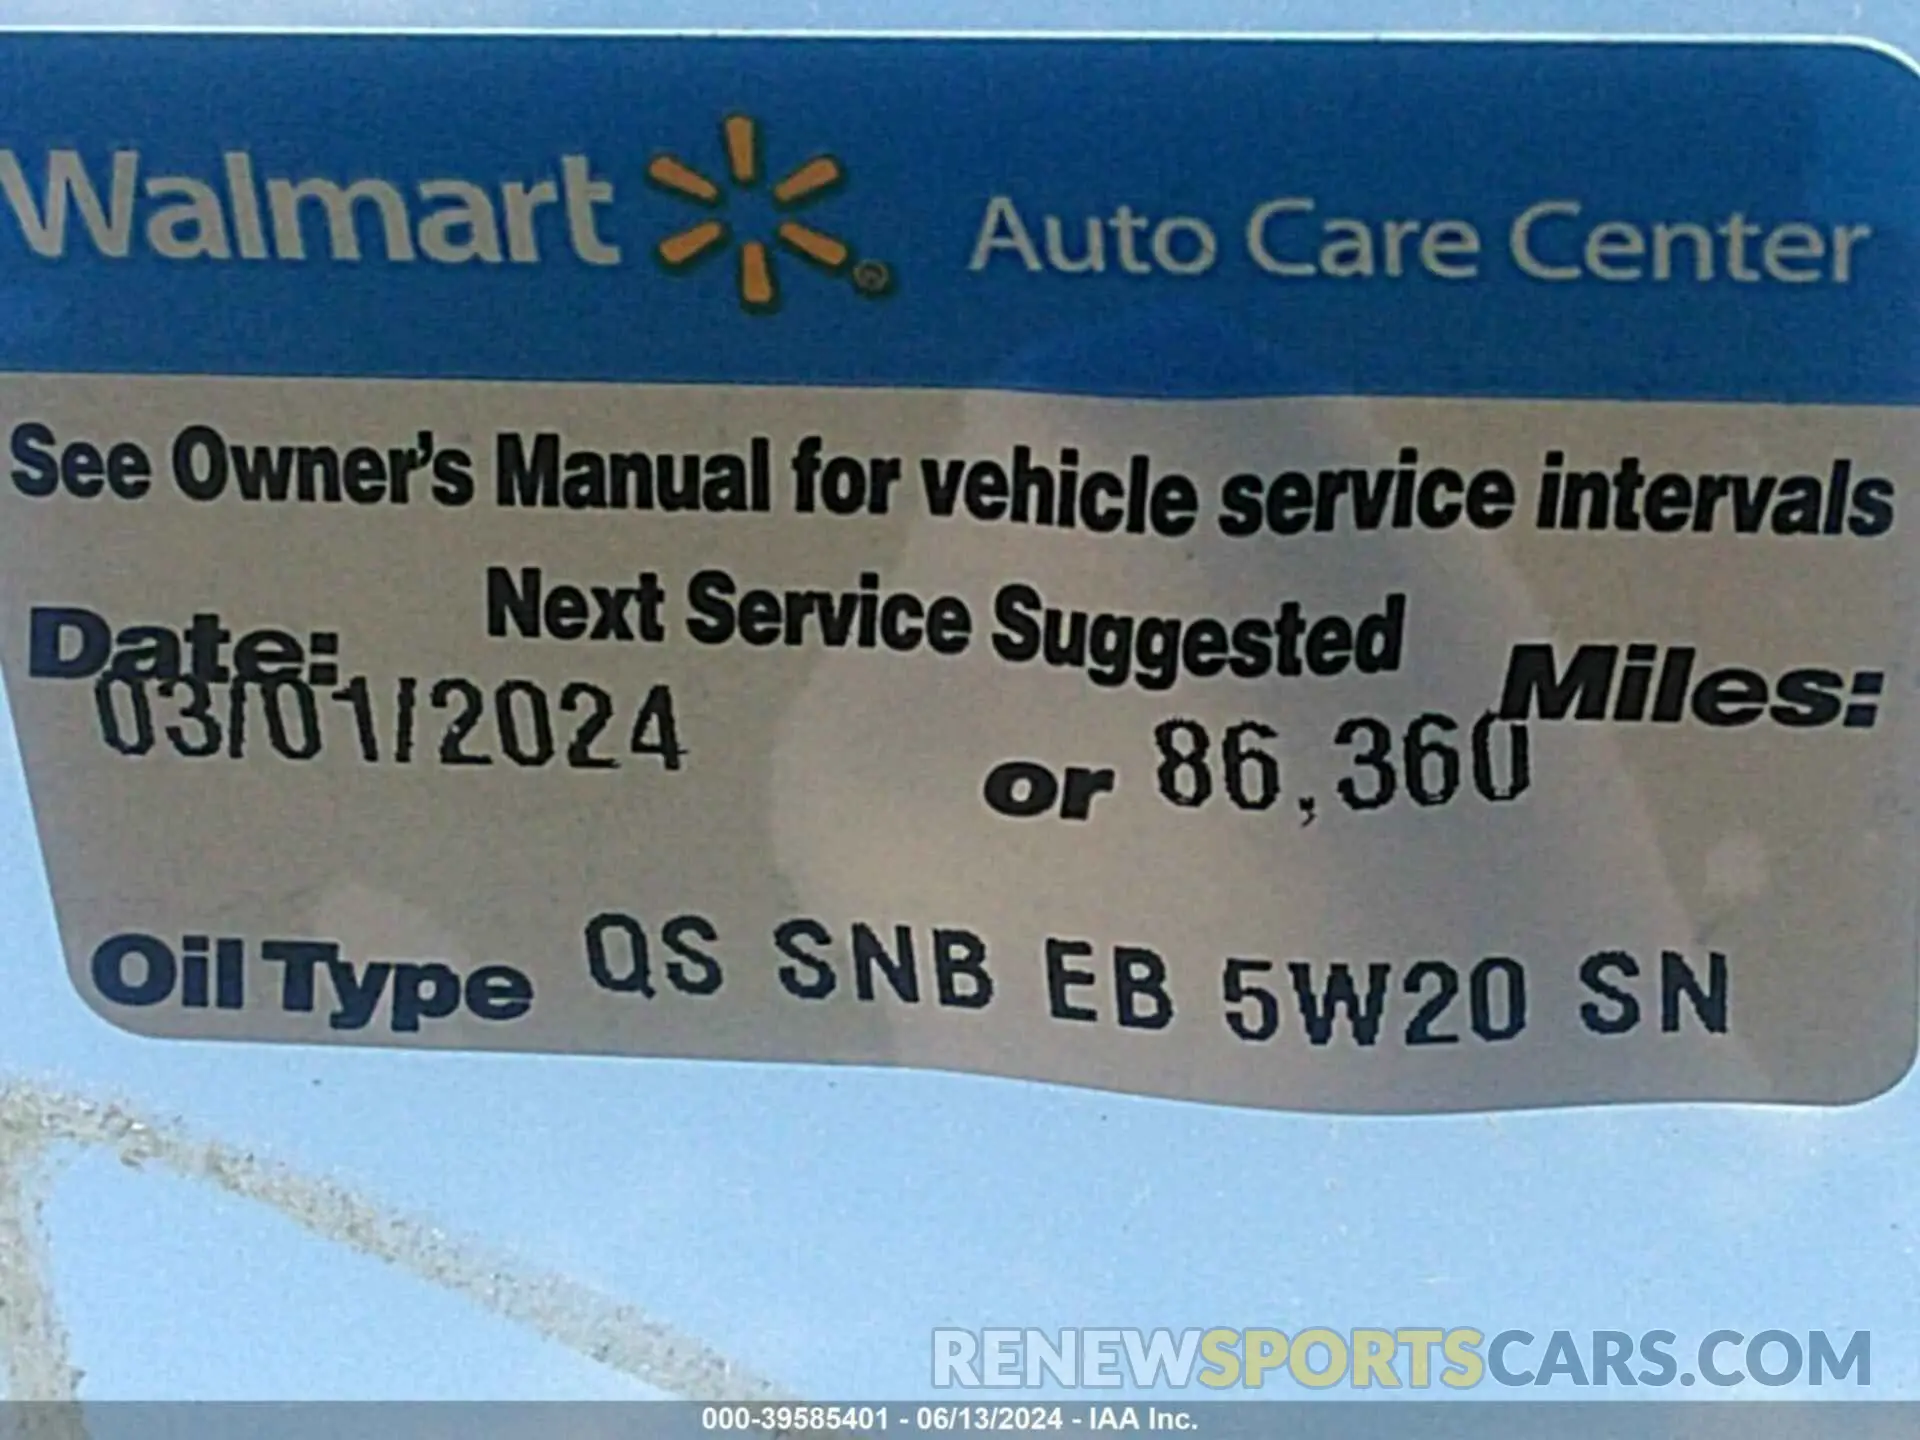 Walmart ® Auto Care Center
See Owner's Manual for vehicle service intervals
Next Service Suggested
Date: Miles:
03/01/2024 or 86,360
Oil Type QS SNB EB 5W20 SN
RENEWSPORTSCARS.COM
000-39585401 - 06/13/2024 - IAA Inc.